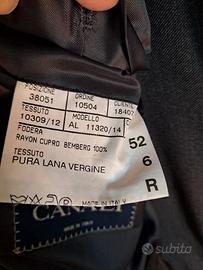 POSIZIONE ORDINE CLIENTE
38051 10504 18407
TESSUTO MODELLO
10309/12 AL 11320/14
FODERA
RAYON CUPRO BEMBERG 100%
TESSUTO
PURA LANA VERGINE
52
6
R
MADE IN ITALY
CANALI
subito